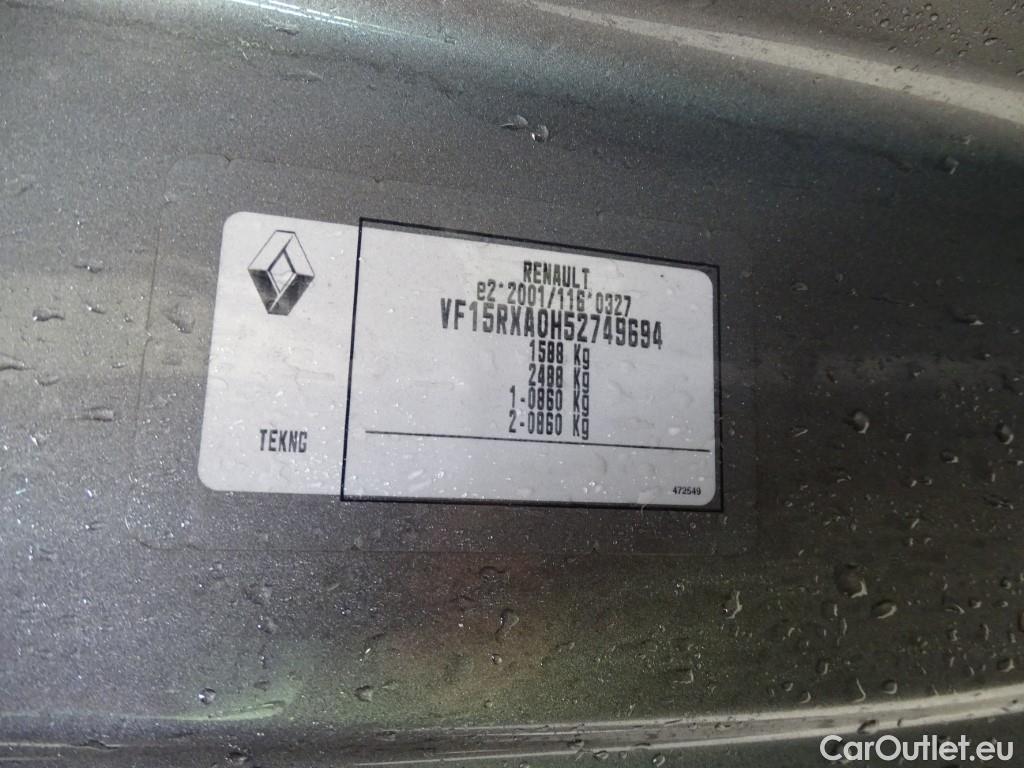 RENAULT
e2*2001/116*0327
VF15RXA0H52749694
1588 Kg
2488 Kg
1-0860 Kg
2-0860 Kg
TEKNG
472549
CarOutlet.eu